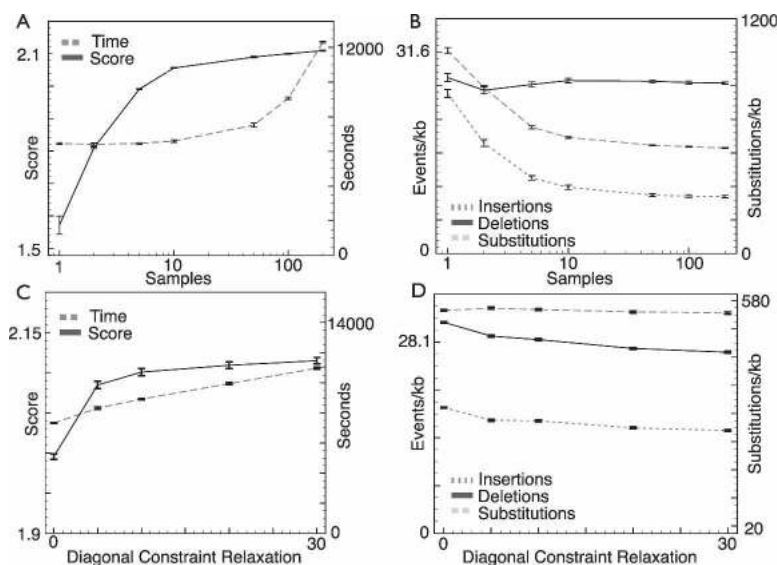 A
Time
Score
2.1
1.5
Score
12000
0
Seconds
1
10
100
Samples
B
31.6
0
Events/kb
1200
0
Substitutions/kb
Insertions
Deletions
Substitutions
1
10
100
Samples
C
Time
Score
2.15
1.9
Score
14000
0
Seconds
0
30
Diagonal Constraint Relaxation
D
28.1
0
Events/kb
580
20
Substitutions/kb
Insertions
Deletions
Substitutions
0
30
Diagonal Constraint Relaxation